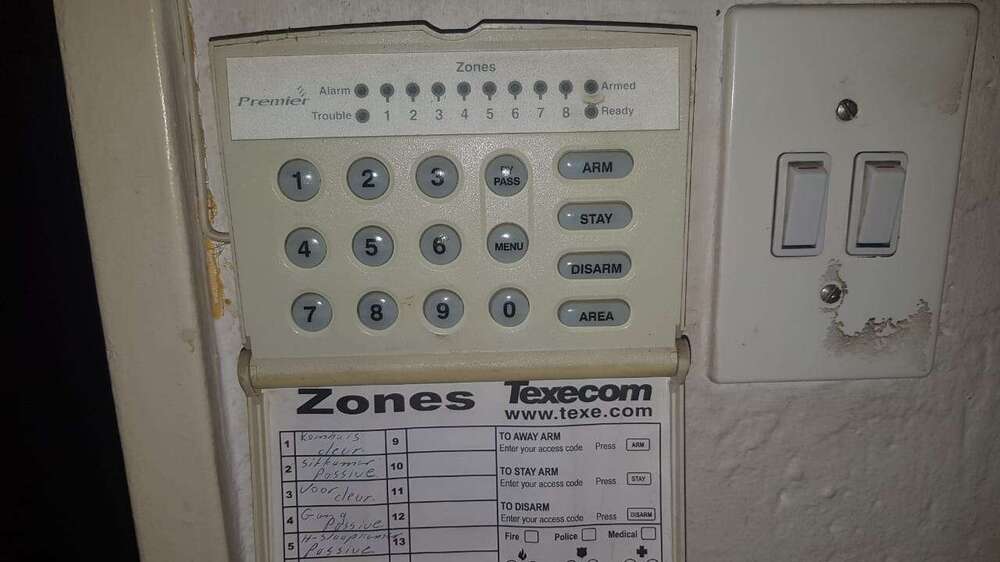 Zones
Alarm Armed
Premier
Trouble 1 2 3 4 5 6 7 8 Ready
1 2 3 BY PASS ARM
STAY
4 5 6 MENU
DISARM
7 8 9 0 AREA
Zones Texecom
www.texe.com
1 Kombuis deur 9
2 Sitkamer Passive 10
3 Voor deur 11
4 Gang Passive 12
5 H-Slaapkamer Passive 13
TO AWAY ARM
Enter your access code Press ARM
TO STAY ARM
Enter your access code Press STAY
TO DISARM
Enter your access code Press DISARM
Fire Police Medical